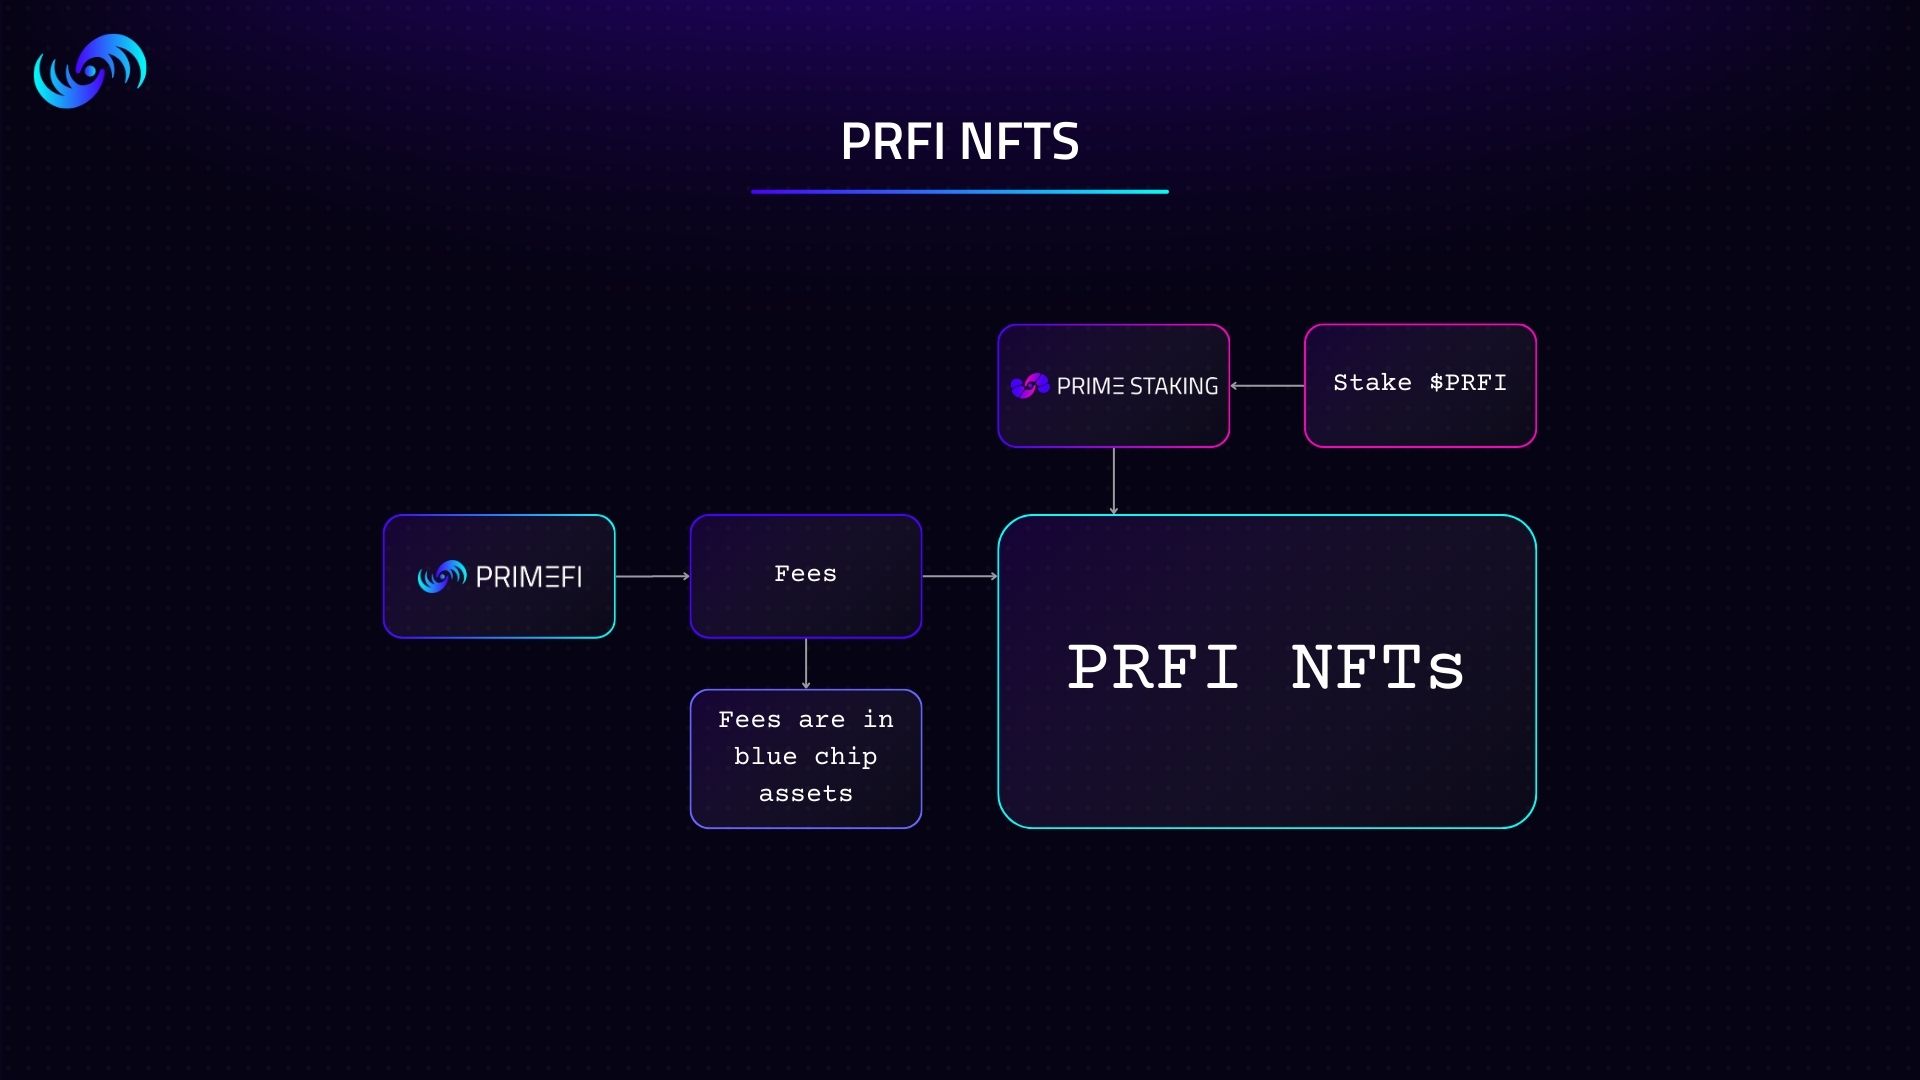 PRFI NFTS
PRIME STAKING
Stake $PRFI
PRIMEFI
Fees
PRFI NFTs
Fees are in
blue chip
assets